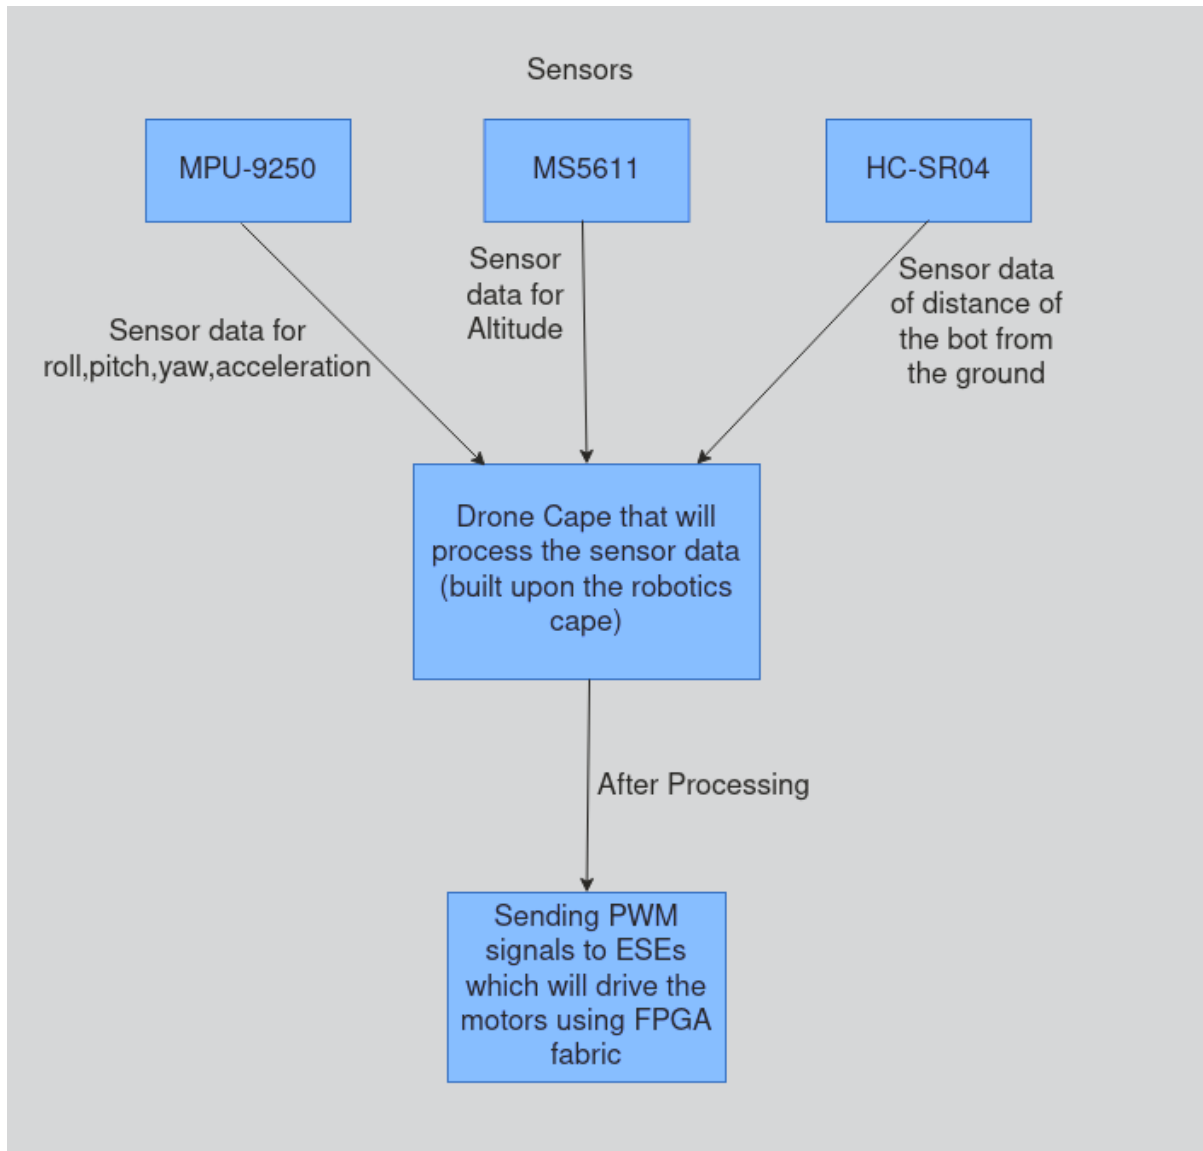 Sensors
MPU-9250
MS5611
HC-SR04
Sensor
data for
Altitude
Sensor data
of distance of
the bot from
the ground
Sensor data for
roll,pitch,yaw,acceleration
Drone Cape that will
process the sensor data
(built upon the robotics
cape)
After Processing
Sending PWM
signals to ESEs
which will drive the
motors using FPGA
fabric